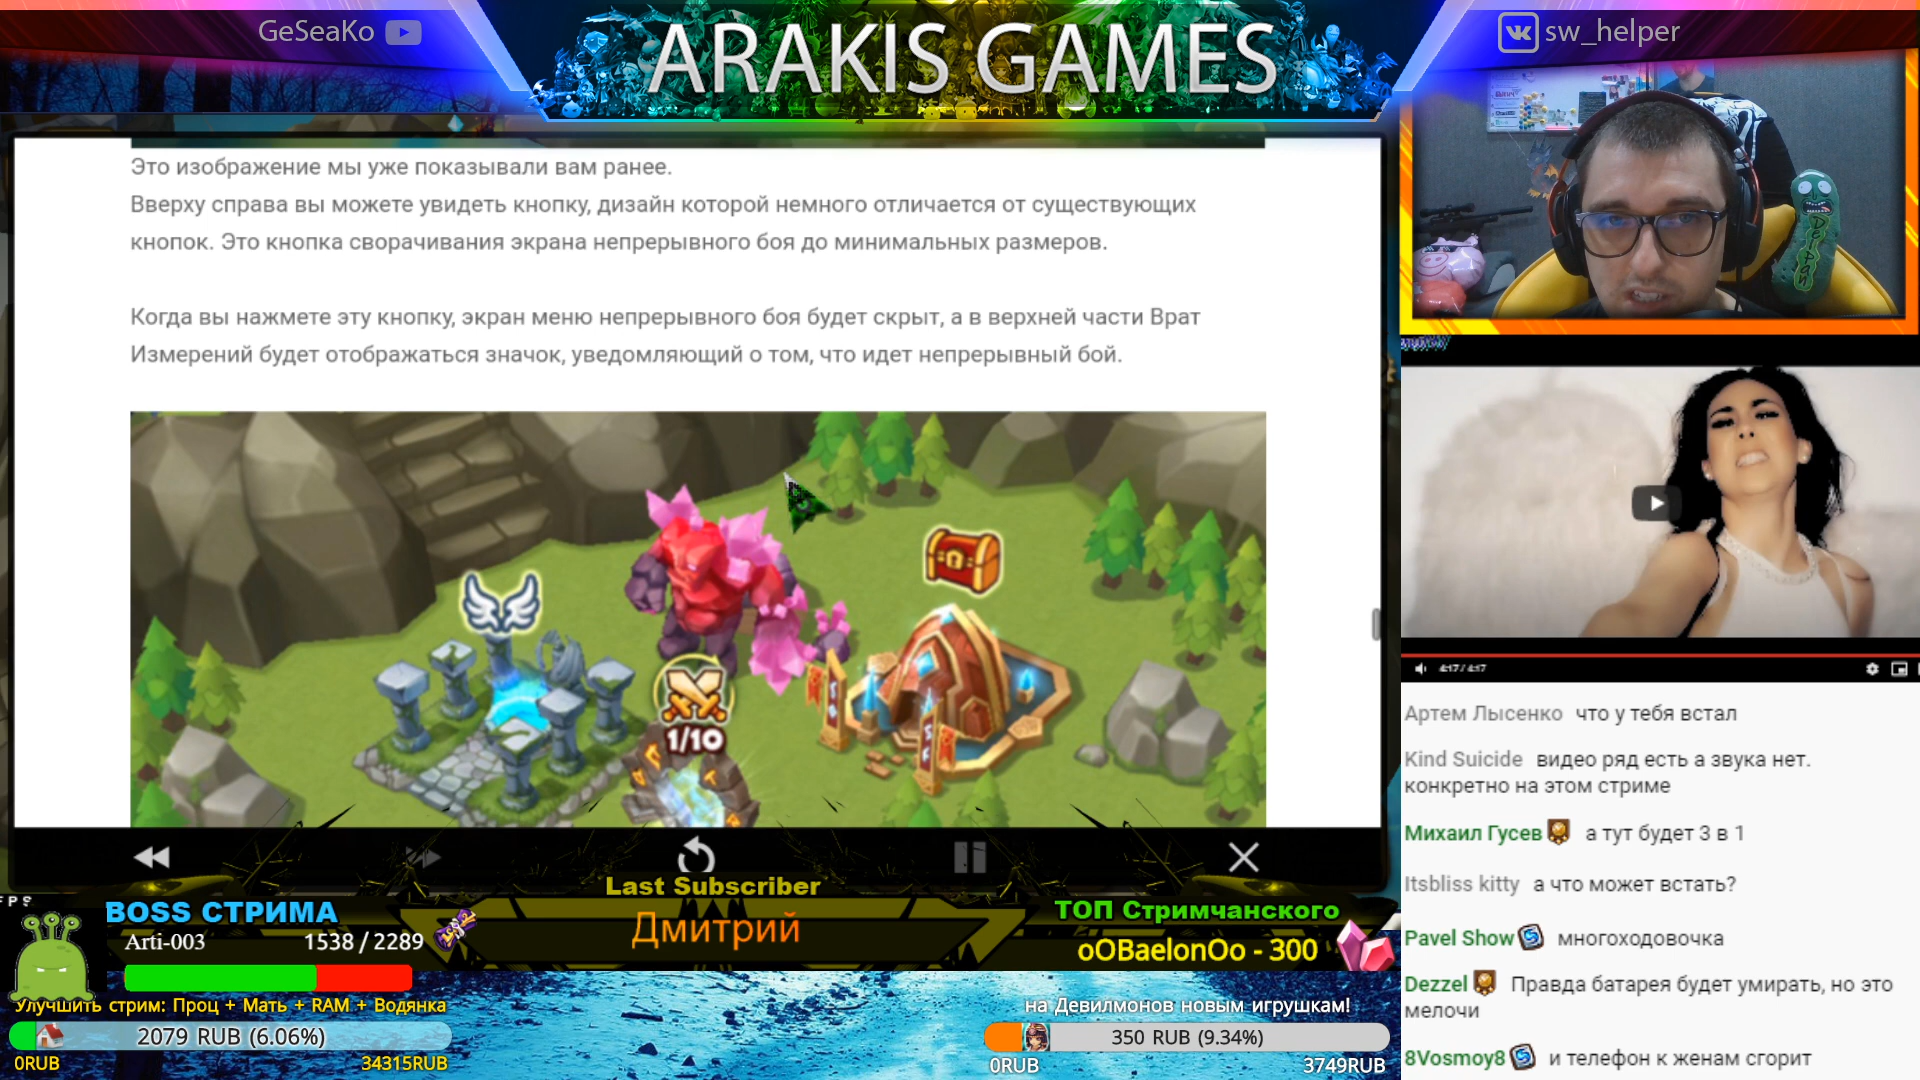 GeSeaKo
ARAKIS GAMES
sw_helper
Это изображение мы уже показывали вам ранее.
Вверху справа вы можете увидеть кнопку, дизайн которой немного отличается от существующих
кнопок. Это кнопка сворачивания экрана непрерывного боя до минимальных размеров.
Когда вы нажмете эту кнопку, экран меню непрерывного боя будет скрыт, а в верхней части Врат
Измерений будет отображаться значок, уведомляющий о том, что идет непрерывный бой.
1/10
4:17 / 4:17
Артем Лысенко что у тебя встал
Kind Suicide видео ряд есть а звука нет.
конкретно на этом стриме
Михаил Гусев а тут будет 3 в 1
Itsbliss kitty а что может встать?
Pavel Show многоходовочка
Dezzel Правда батарея будет умирать, но это
мелочи
8Vosmoy8 и телефон к женам сгорит
FPS
BOSS СТРИМА
Arti-003 1538 / 2289
Улучшить стрим: Проц + Мать + RAM + Водянка
2079 RUB (6.06%)
0RUB 34315RUB
Last Subscriber
Дмитрий
ТОП Стримчанского
oOBaelonOo - 300
на Девилмонов новым игрушкам!
350 RUB (9.34%)
0RUB 3749RUB